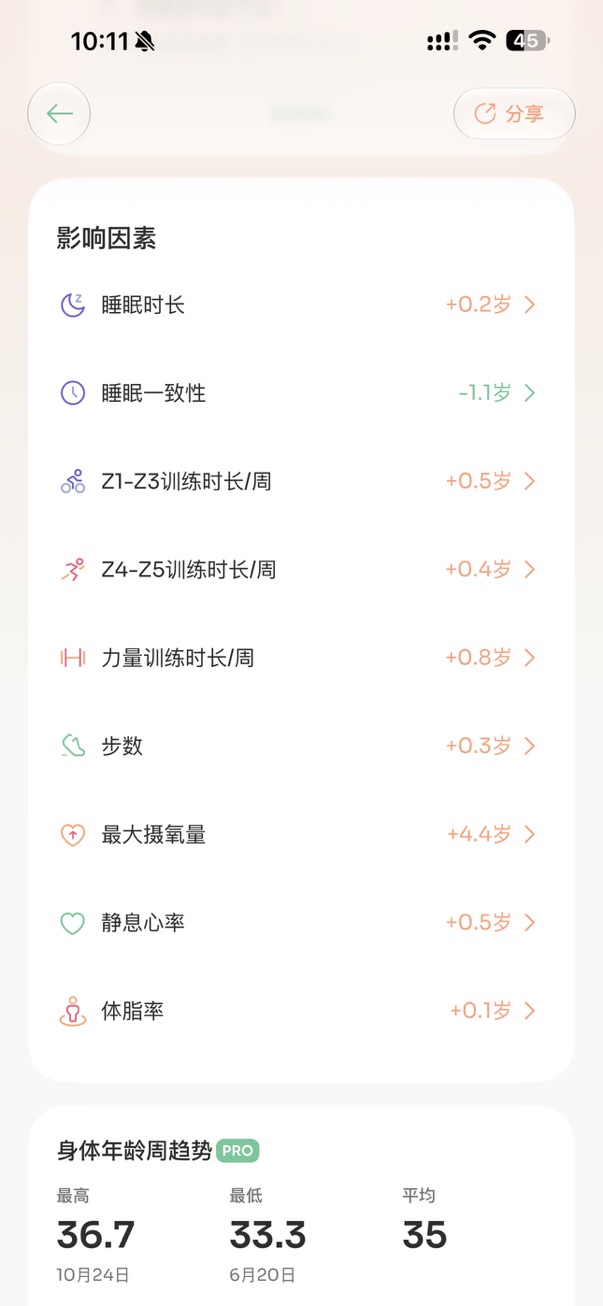 10:11
45
分享
影响因素
睡眠时长 +0.2岁
睡眠一致性 -1.1岁
Z1-Z3训练时长/周 +0.5岁
Z4-Z5训练时长/周 +0.4岁
力量训练时长/周 +0.8岁
步数 +0.3岁
最大摄氧量 +4.4岁
静息心率 +0.5岁
体脂率 +0.1岁
身体年龄周趋势 PRO
最高 最低 平均
36.7 33.3 35
10月24日 6月20日